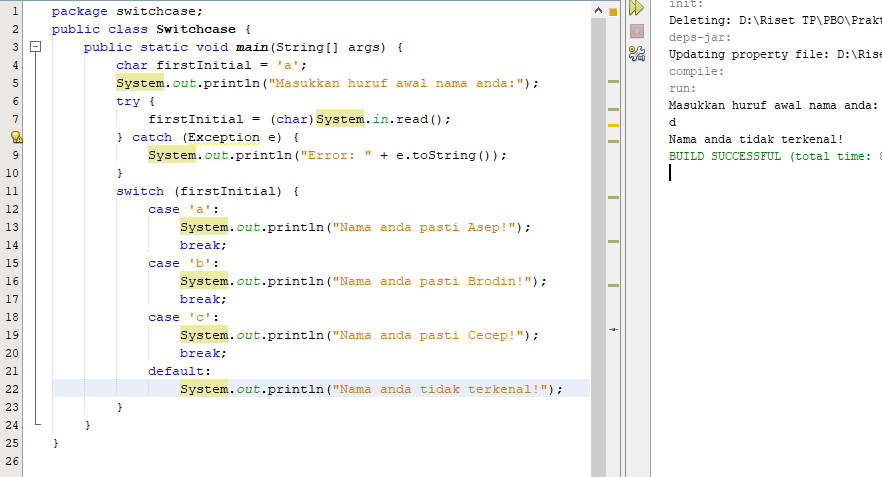 1 package switchcase;
2 public class Switchcase {
3 public static void main(String[] args) {
4 char firstInitial = 'a';
5 System.out.println("Masukkan huruf awal nama anda:");
6 try {
7 firstInitial = (char)System.in.read();
} catch (Exception e) {
9 System.out.println("Error: " + e.toString());
10 }
11 switch (firstInitial) {
12 case 'a':
13 System.out.println("Nama anda pasti Asep!");
14 break;
15 case 'b':
16 System.out.println("Nama anda pasti Brodin!");
17 break;
18 case 'c':
19 System.out.println("Nama anda pasti Cecep!");
20 break;
21 default:
22 System.out.println("Nama anda tidak terkenal!");
23 }
24 }
25 }
26
init:
Deleting: D:\Riset TP\PBO\Prakt
deps-jar:
Updating property file: D:\Rise
compile:
run:
Masukkan huruf awal nama anda:
d
Nama anda tidak terkenal!
BUILD SUCCESSFUL (total time: 8